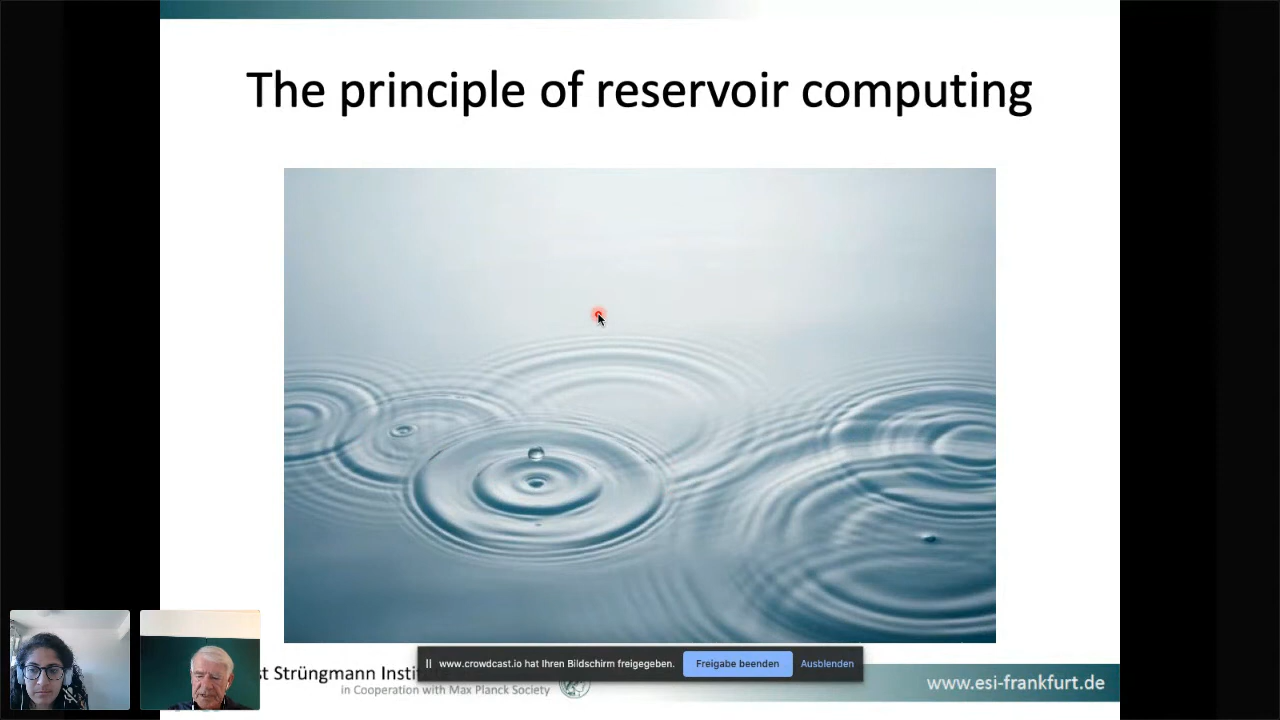 The principle of reservoir computing
st Strüngmann Instit
in Cooperation with Max Planck Society
www.crowdcast.io hat Ihren Bildschirm freigegeben.
Freigabe beenden
Ausblenden
www.esi-frankfurt.de